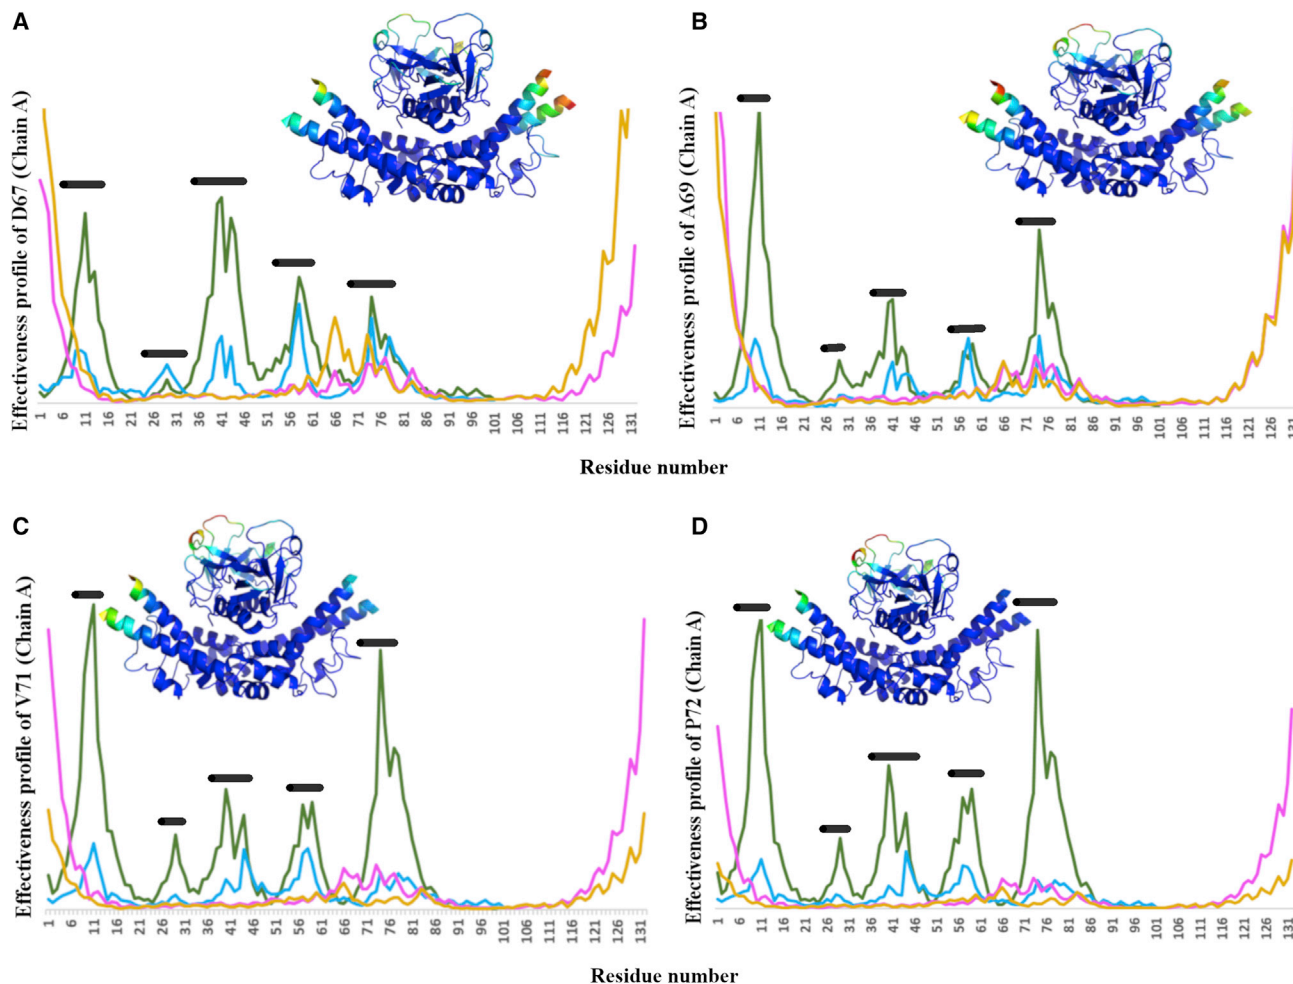 A
Effectiveness profile of D67 (Chain A)
1 6 11 16 21 26 31 36 41 46 51 56 61 66 71 76 81 86 91 96 101 106 111 116 121 126 131
B
Effectiveness profile of A69 (Chain A)
1 6 11 16 21 26 31 36 41 46 51 56 61 66 71 76 81 86 91 96 101 106 111 116 121 126 131
Residue number
C
Effectiveness profile of V71 (Chain A)
1 6 11 16 21 26 31 36 41 46 51 56 61 66 71 76 81 86 91 96 101 106 111 116 121 126 131
D
Effectiveness profile of P72 (Chain A)
1 6 11 16 21 26 31 36 41 46 51 56 61 66 71 76 81 86 91 96 101 106 111 116 121 126 131
Residue number